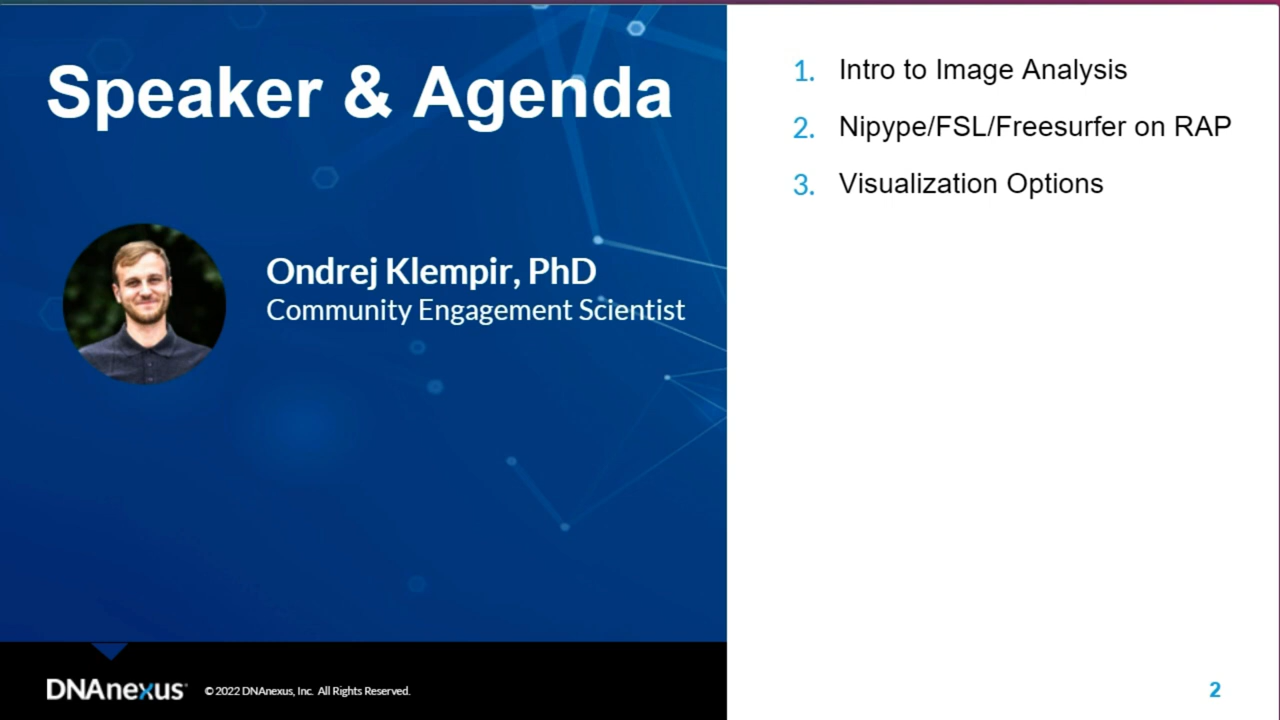 Speaker & Agenda
Ondrej Klempir, PhD
Community Engagement Scientist
1. Intro to Image Analysis
2. Nipype/FSL/Freesurfer on RAP
3. Visualization Options
DNAnexus
© 2022 DNAnexus, Inc. All Rights Reserved.
2